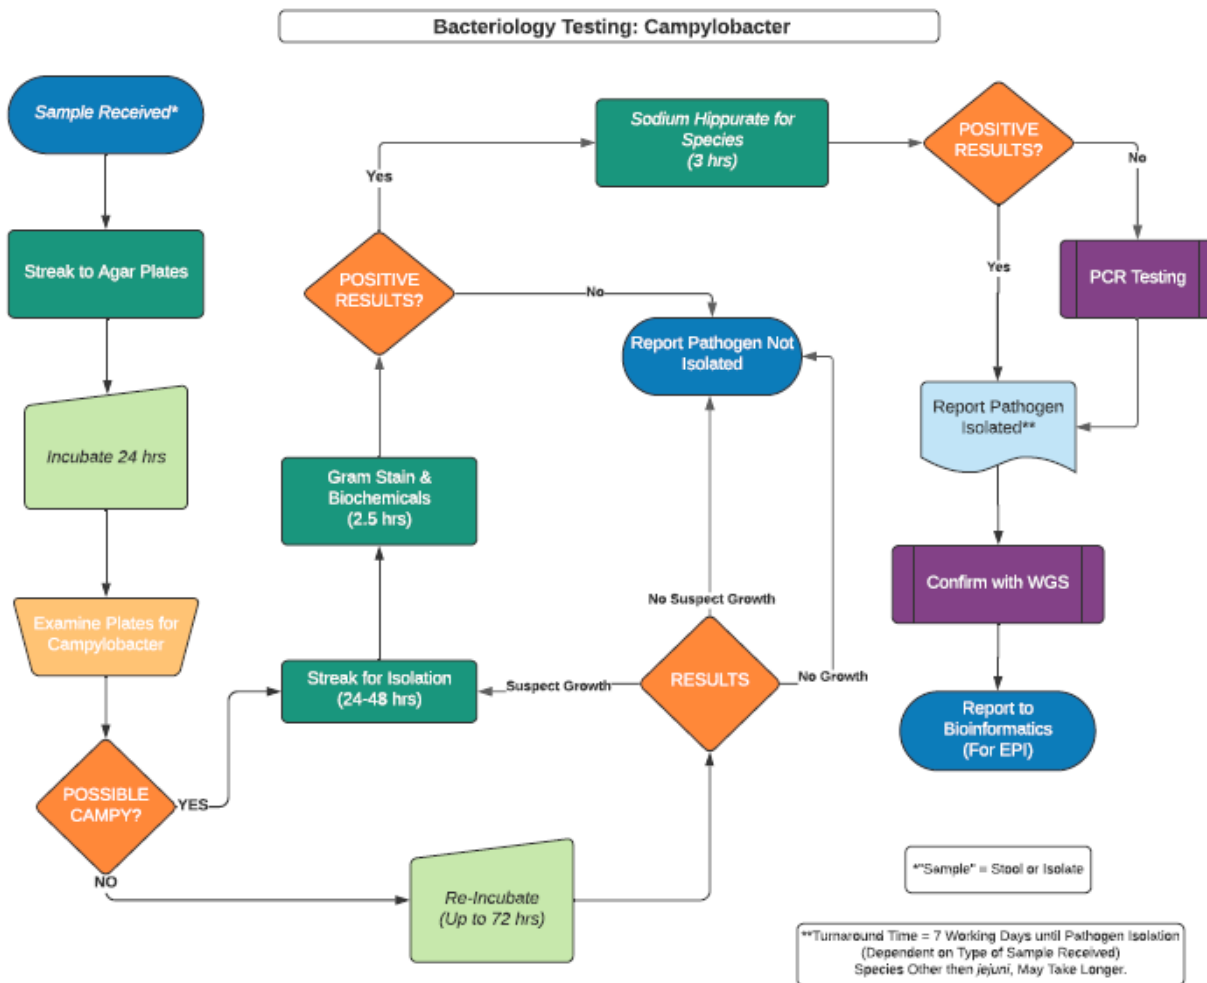 Bacteriology Testing: Campylobacter
Sample Received*
Streak to Agar Plates
Incubate 24 hrs
Examine Plates for
Campylobacter
POSSIBLE
CAMPY?
YES
NO
Re-Incubate
(Up to 72 hrs)
RESULTS
Suspect Growth
No Suspect Growth
No Growth
Streak for Isolation
(24-48 hrs)
Gram Stain &
Biochemicals
(2.5 hrs)
POSITIVE
RESULTS?
Yes
No
Report Pathogen Not
Isolated
Sodium Hippurate for
Species
(3 hrs)
POSITIVE
RESULTS?
No
Yes
PCR Testing
Report Pathogen
Isolated**
Confirm with WGS
Report to
Bioinformatics
(For EPI)
*"Sample" = Stool or Isolate
**Turnaround Time = 7 Working Days until Pathogen Isolation
(Dependent on Type of Sample Received)
Species Other then jejuni, May Take Longer.